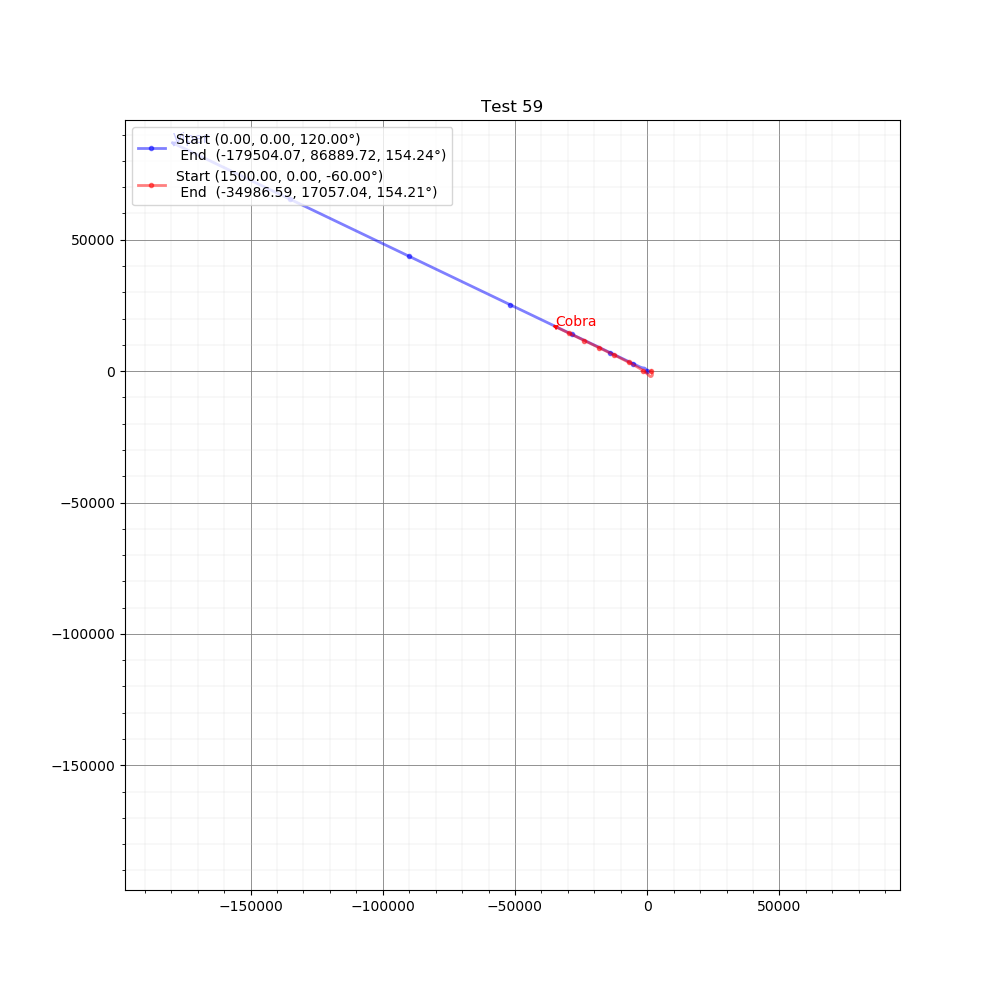 Test 59
Start (0.00, 0.00, 120.00°)
End (-179504.07, 86889.72, 154.24°)
Start (1500.00, 0.00, -60.00°)
End (-34986.59, 17057.04, 154.21°)
50000
Cobra
0
−50000
−100000
−150000
−150000 −100000 −50000 0 50000